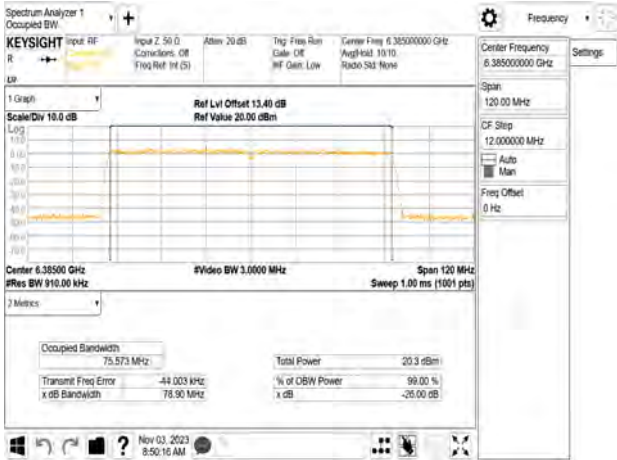 Spectrum Analyzer 1
Occupied BW
+
Frequency
KEYSIGHT
Input: RF
R
Input Z: 50 Ω
Corrections: Off
Freq Ref: Int (S)
Atten: 20 dB
Trig: Free Run
Gate: Off
#IF Gain: Low
Center Freq: 6.385000000 GHz
Avg|Hold: 10/10
Radio Std: None
Center Frequency
6.385000000 GHz
Settings
Span
120.00 MHz
CF Step
12.000000 MHz
Auto
Man
Freq Offset
0 Hz
1 Graph
Scale/Div 10.0 dB
Ref Lvl Offset 13.40 dB
Ref Value 20.00 dBm
Log
10.0
0.00
Center 6.38500 GHz
#Res BW 910.00 kHz
#Video BW 3.0000 MHz
Span 120 MHz
Sweep 1.00 ms (1001 pts)
2 Metrics
Occupied Bandwidth
75.573 MHz
Total Power
20.3 dBm
Transmit Freq Error
-44.003 kHz
% of OBW Power
99.00 %
x dB Bandwidth
78.90 MHz
x dB
-26.00 dB
?
Nov 03, 2023
8:50:16 AM